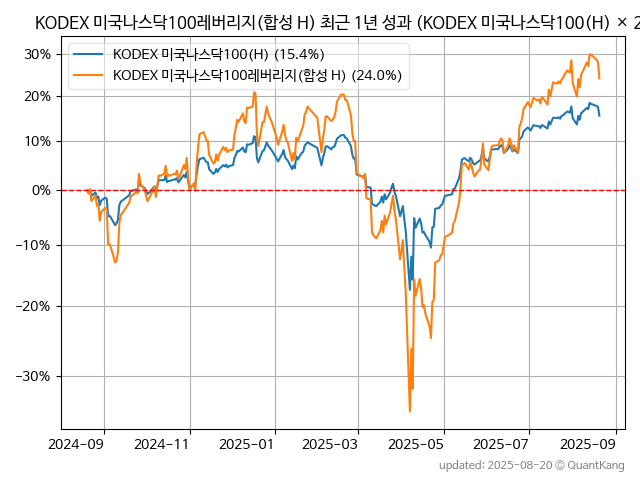 KODEX 미국나스닥100레버리지(합성 H) 최근 1년 성과 (KODEX 미국나스닥100(H) × 2
KODEX 미국나스닥100(H) (15.4%)
KODEX 미국나스닥100레버리지(합성 H) (24.0%)
30%
20%
10%
0%
−10%
−20%
−30%
2024-09 2024-11 2025-01 2025-03 2025-05 2025-07 2025-09
updated: 2025-08-20 © QuantKang